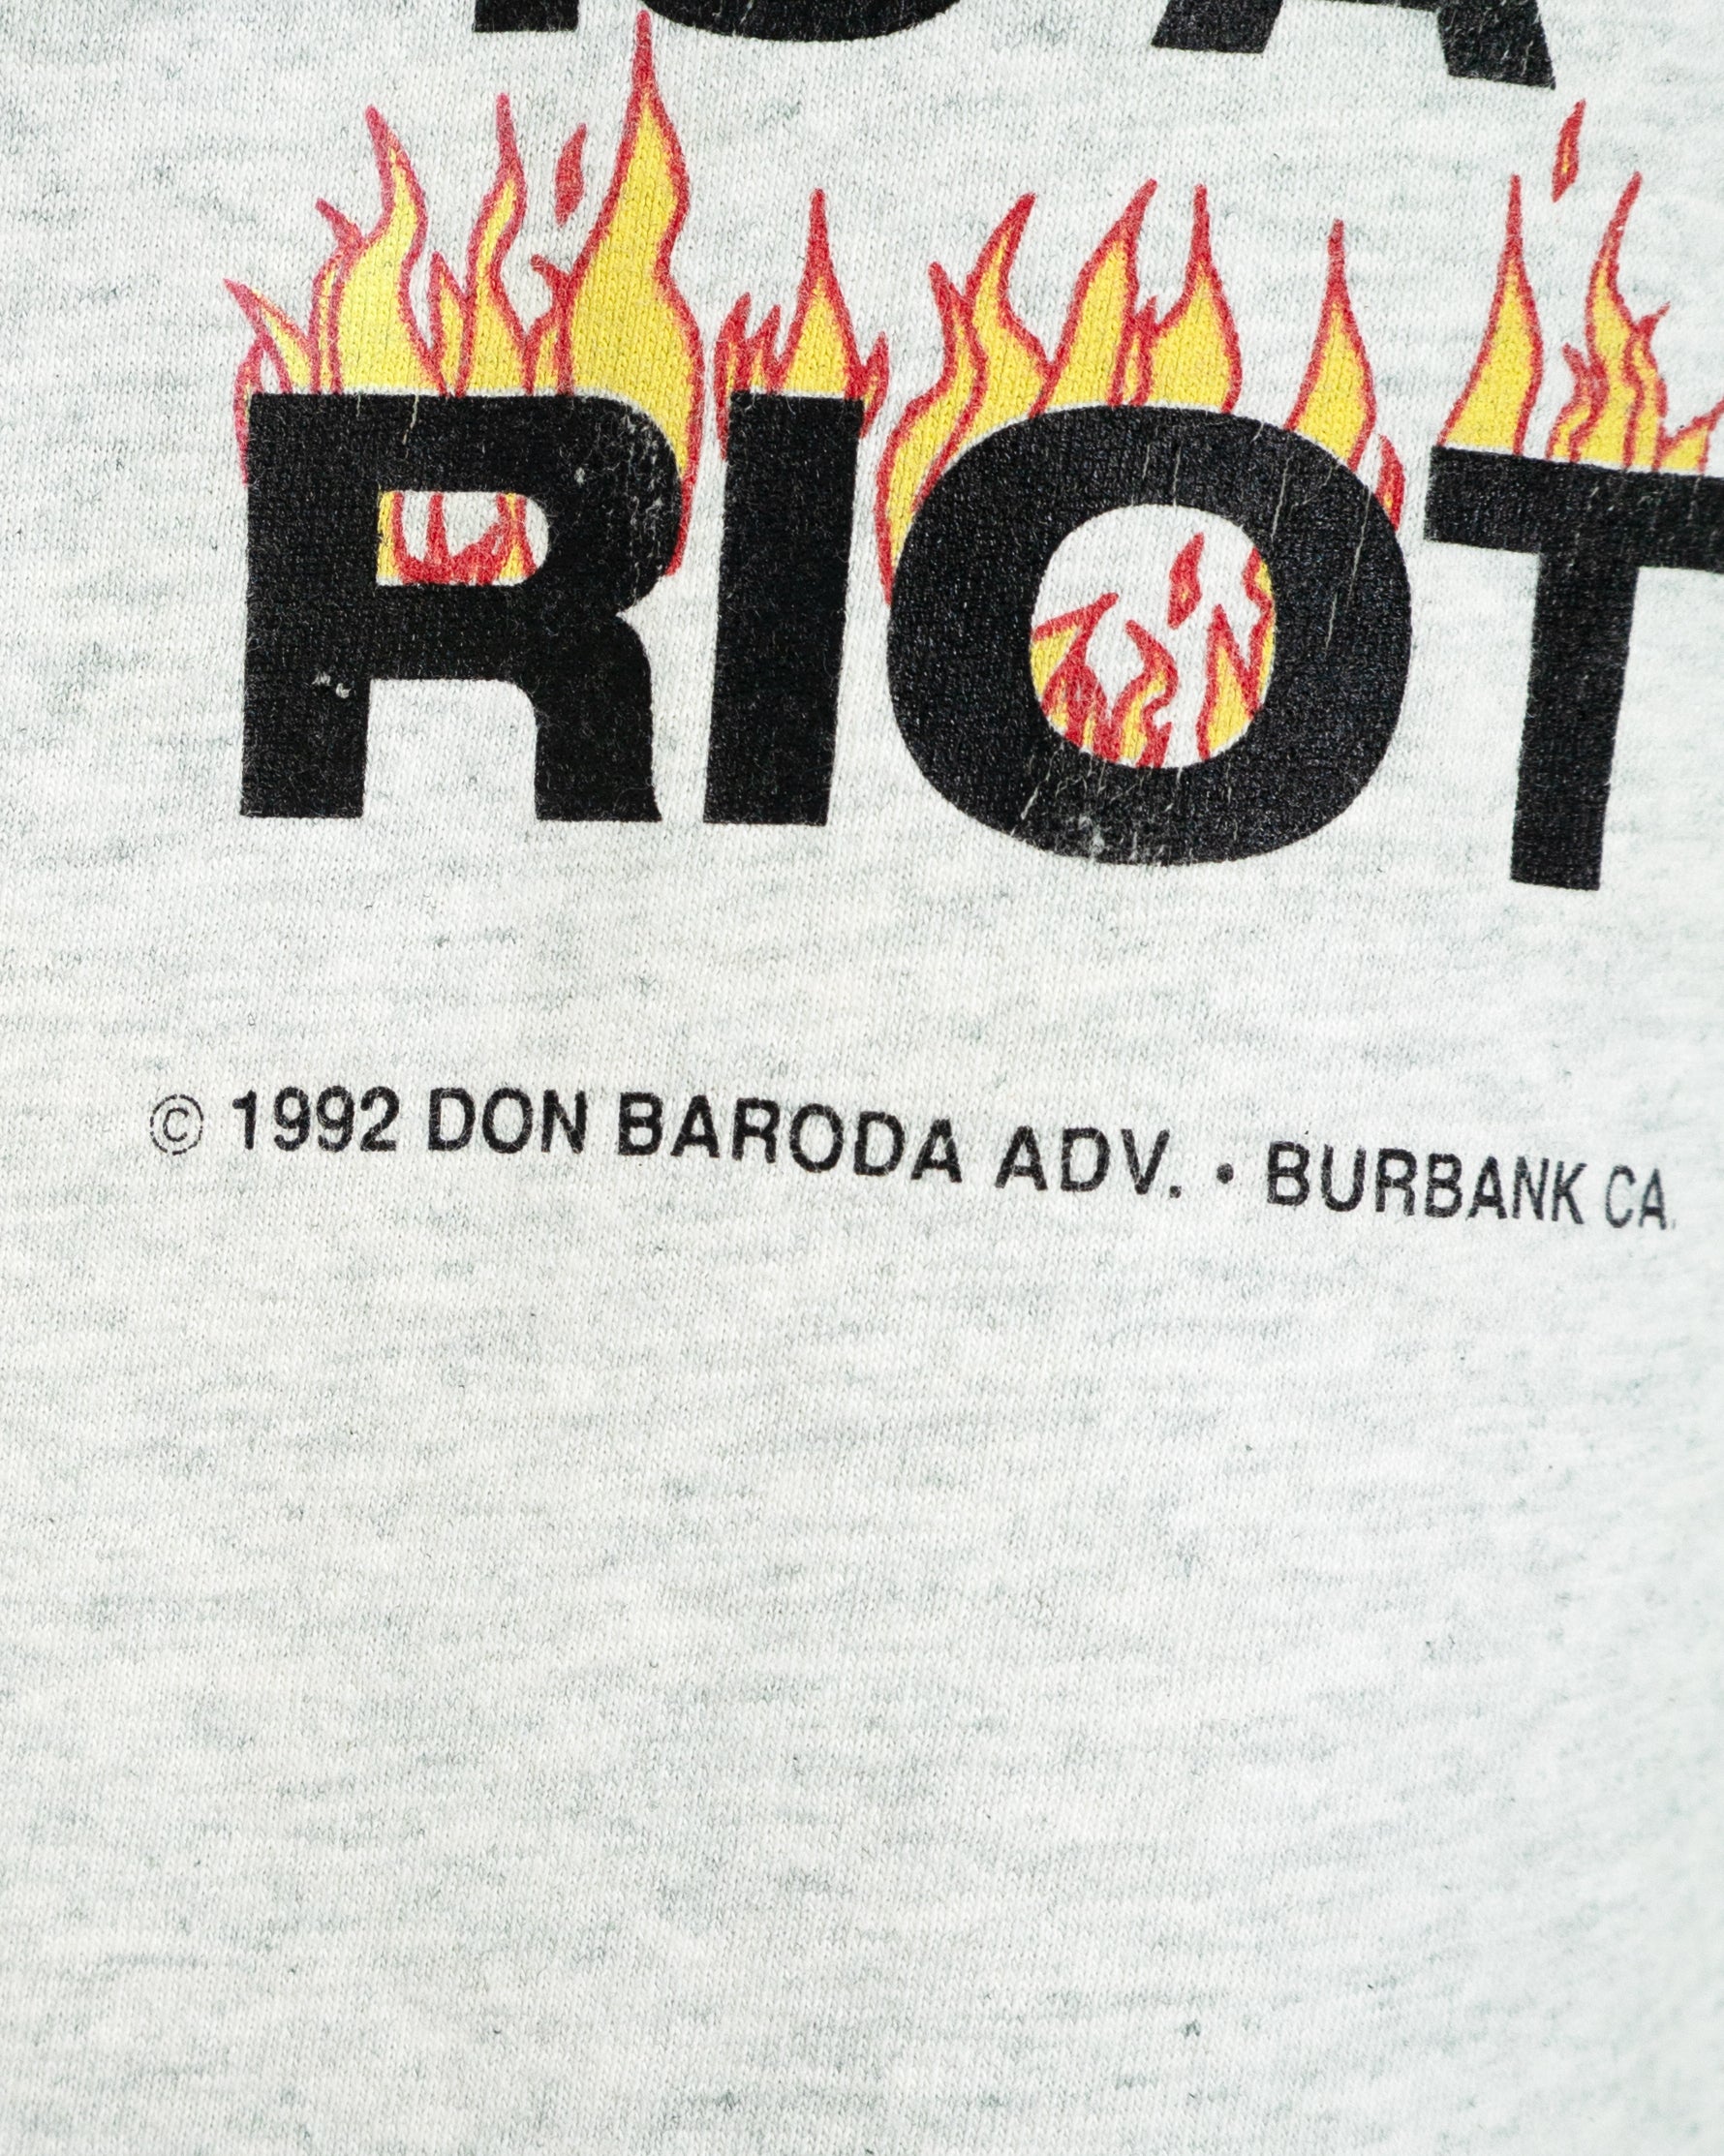 RIOT
© 1992 DON BARODA ADV. • BURBANK CA.